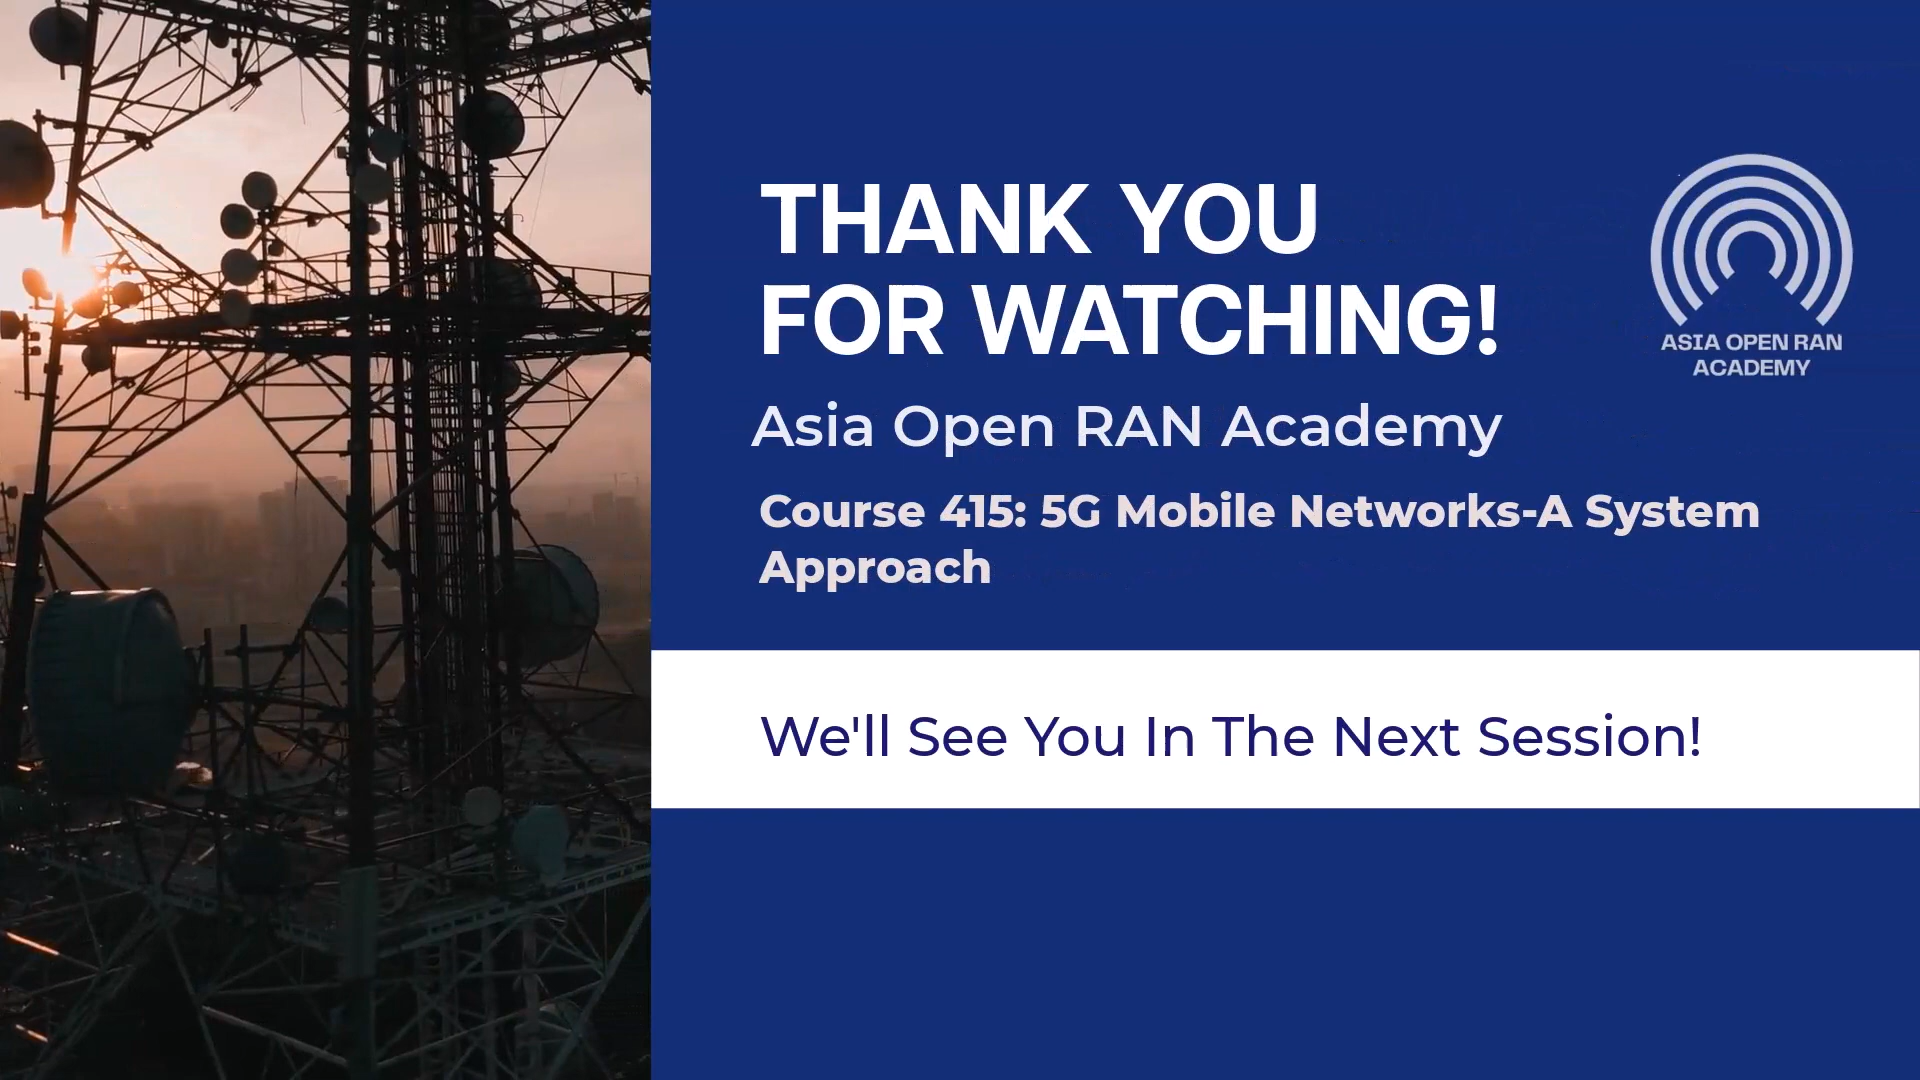 THANK YOU
FOR WATCHING!
ASIA OPEN RAN
ACADEMY
Asia Open RAN Academy
Course 415: 5G Mobile Networks-A System
Approach
We'll See You In The Next Session!